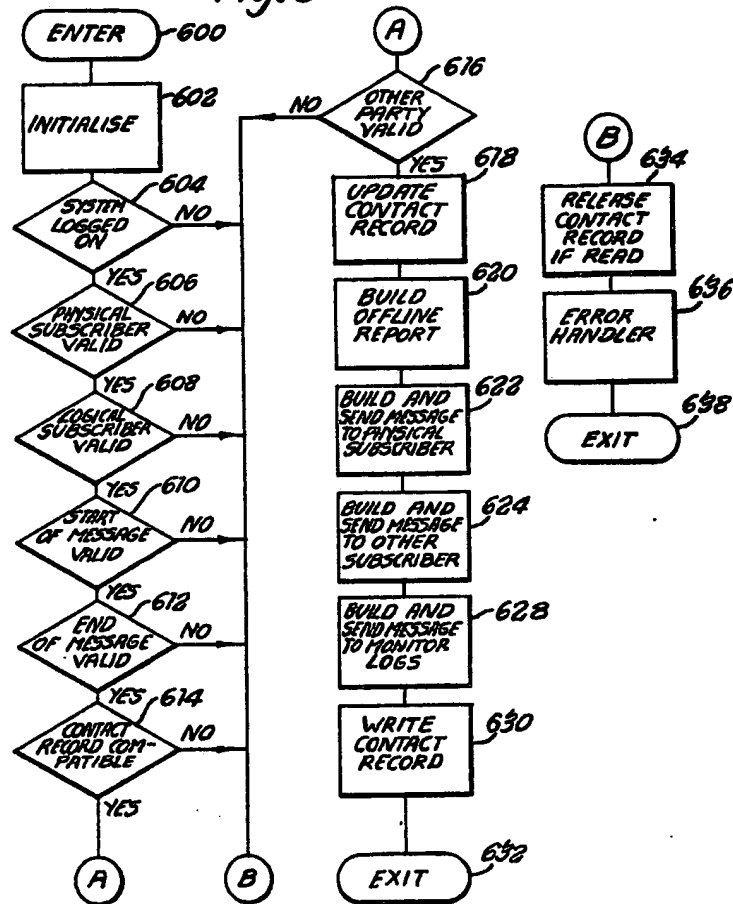 ENTER
600
INITIALISE
602
SYSTEM
LOGGED
ON
604
NO
YES
PHYSICAL
SUBSCRIBER
VALID
606
NO
YES
LOGICAL
SUBSCRIBER
VALID
608
NO
YES
START
OF MESSAGE
VALID
610
NO
YES
END
OF MESSAGE
VALID
612
NO
YES
CONTACT
RECORD COM-
PATIBLE
614
NO
YES
A
B
A
OTHER
PARTY
VALID
616
NO
YES
UPDATE
CONTACT
RECORD
618
BUILD
OFFLINE
REPORT
620
BUILD AND
SEND MESSAGE
TO PHYSICAL
SUBSCRIBER
622
BUILD AND
SEND MESSAGE
TO OTHER
SUBSCRIBER
624
BUILD AND
SEND MESSAGE
TO MONITOR
LOGS
628
WRITE
CONTACT
RECORD
630
EXIT
632
B
RELEASE
CONTACT
RECORD
IF READ
634
ERROR
HANDLER
636
EXIT
638